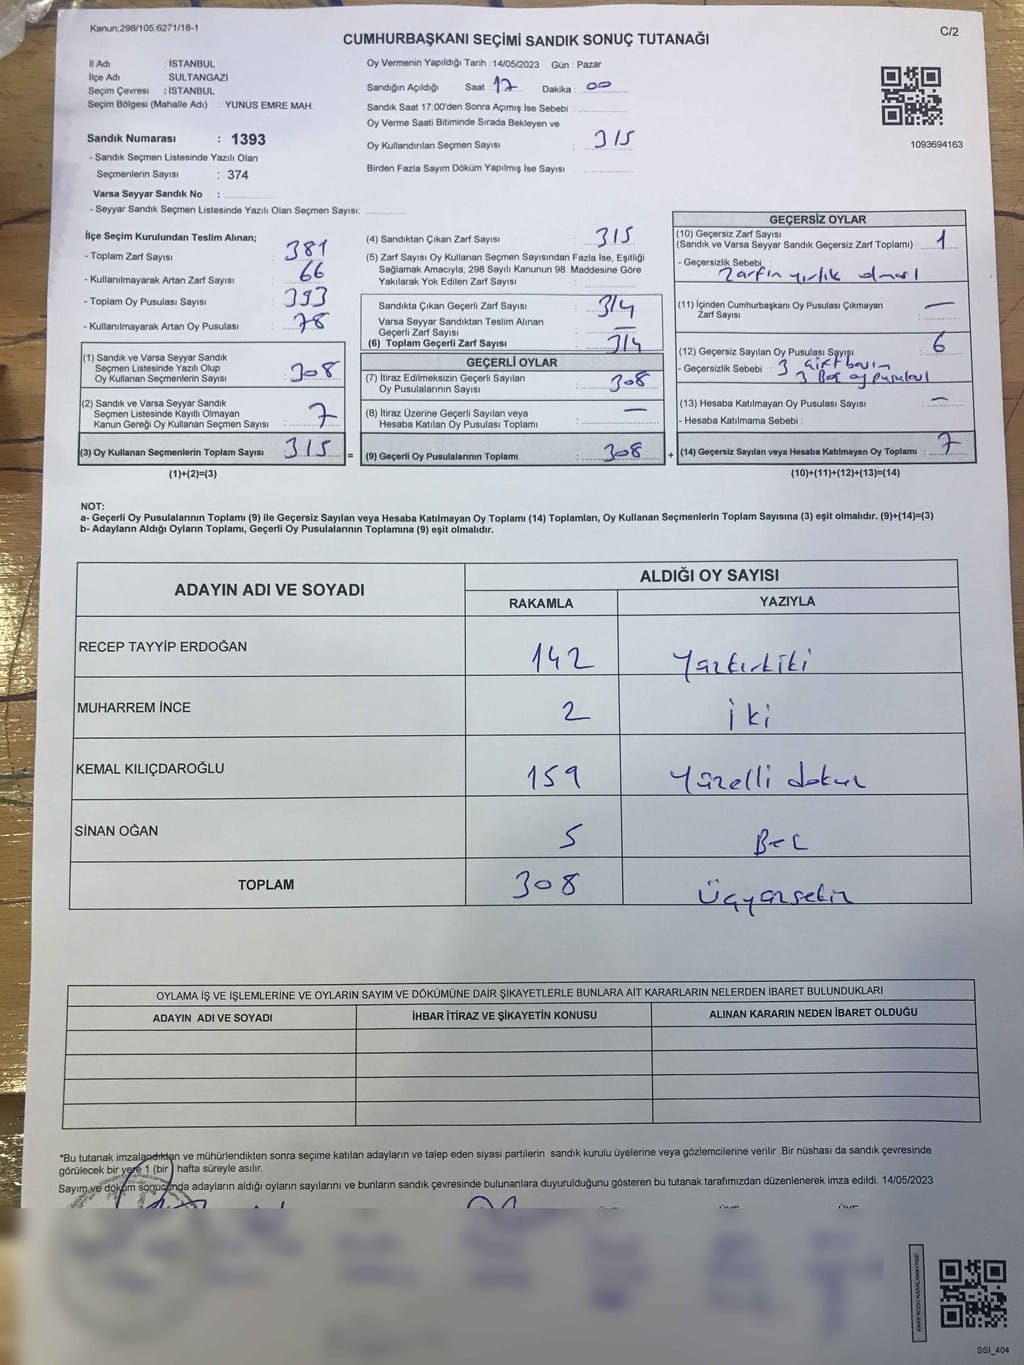 Kanun:298/105 6271/18-1
C/2
CUMHURBAŞKANI SEÇİMİ SANDIK SONUÇ TUTANAĞI
İl Adı : İSTANBUL
İlçe Adı : SULTANGAZİ
Seçim Çevresi : İSTANBUL
Seçim Bölgesi (Mahalle Adı) : YUNUS EMRE MAH.
Sandık Numarası : 1393
- Sandık Seçmen Listesinde Yazılı Olan
Seçmenlerin Sayısı : 374
Varsa Seyyar Sandık No :
- Seyyar Sandık Seçmen Listesinde Yazılı Olan Seçmen Sayısı:
Oy Vermenin Yapıldığı Tarih : 14/05/2023 Gün : Pazar
Sandığın Açıldığı Saat : 17 Dakika : 00
Sandık Saat 17:00'den Sonra Açımış İse Sebebi :
Oy Verme Saati Bitiminde Sırada Bekleyen ve
Oy Kullandırılan Seçmen Sayısı : 315
Birden Fazla Sayım Döküm Yapılmış İse Sayısı :
1093694163
İlçe Seçim Kurulundan Teslim Alınan;
- Toplam Zarf Sayısı : 381
- Kullanılmayarak Artan Zarf Sayısı : 66
- Toplam Oy Pusulası Sayısı : 393
- Kullanılmayarak Artan Oy Pusulası : 78
(1) Sandık ve Varsa Seyyar Sandık
Seçmen Listesinde Yazılı Olup
Oy Kullanan Seçmenlerin Sayısı : 308
(2) Sandık ve Varsa Seyyar Sandık
Seçmen Listesinde Kayıtlı Olmayan
Kanun Gereği Oy Kullanan Seçmen Sayısı : 7
(3) Oy Kullanan Seçmenlerin Toplam Sayısı : 315 =
(1)+(2)=(3)
(4) Sandıktan Çıkan Zarf Sayısı : 315
(5) Zarf Sayısı Oy Kullanan Seçmen Sayısından Fazla İse, Eşitliği
Sağlamak Amacıyla, 298 Sayılı Kanunun 98. Maddesine Göre
Yakılarak Yok Edilen Zarf Sayısı :
Sandıkta Çıkan Geçerli Zarf Sayısı : 314
Varsa Seyyar Sandıktan Teslim Alınan
Geçerli Zarf Sayısı : —
(6) Toplam Geçerli Zarf Sayısı : 314
GEÇERLİ OYLAR
(7) İtiraz Edilmeksizin Geçerli Sayılan
Oy Pusulalarının Sayısı : 308
(8) İtiraz Üzerine Geçerli Sayılan veya
Hesaba Katılan Oy Pusulası Toplamı : —
(9) Geçerli Oy Pusulalarının Toplamı : 308 +
GEÇERSİZ OYLAR
(10) Geçersiz Zarf Sayısı
(Sandık ve Varsa Seyyar Sandık Geçersiz Zarf Toplamı) : 1
- Geçersizlik Sebebi :
Zarfın yırtık olması
(11) İçinden Cumhurbaşkanı Oy Pusulası Çıkmayan
Zarf Sayısı : —
(12) Geçersiz Sayılan Oy Pusulası Sayısı : 6
- Geçersizlik Sebebi : 3 çift basım
3 Boş oy pusulası
(13) Hesaba Katılmayan Oy Pusulası Sayısı : —
- Hesaba Katılmama Sebebi :
(14) Geçersiz Sayılan veya Hesaba Katılmayan Oy Toplamı : 7
(10)+(11)+(12)+(13)=(14)
NOT:
a- Geçerli Oy Pusulalarının Toplamı (9) ile Geçersiz Sayılan veya Hesaba Katılmayan Oy Toplamı (14) Toplamları, Oy Kullanan Seçmenlerin Toplam Sayısına (3) eşit olmalıdır. (9)+(14)=(3)
b- Adayların Aldığı Oyların Toplamı, Geçerli Oy Pusulalarının Toplamına (9) eşit olmalıdır.
ADAYIN ADI VE SOYADI
ALDIĞI OY SAYISI
RAKAMLA YAZIYLA
RECEP TAYYİP ERDOĞAN 142 Yüzkırkiki
MUHARREM İNCE 2 İki
KEMAL KILIÇDAROĞLU 159 Yüzelli dokuz
SİNAN OĞAN 5 Beş
TOPLAM 308 Üçyüzsekiz
OYLAMA İŞ VE İŞLEMLERİNE VE OYLARIN SAYIM VE DÖKÜMÜNE DAİR ŞİKAYETLERLE BUNLARA AİT KARARLARIN NELERDEN İBARET BULUNDUKLARI
ADAYIN ADI VE SOYADI İHBAR İTİRAZ VE ŞİKAYETİN KONUSU ALINAN KARARIN NEDEN İBARET OLDUĞU
*Bu tutanak imzalandıktan ve mühürlendikten sonra seçime katılan adayların ve talep eden siyasi partilerin sandık kurulu üyelerine veya gözlemcilerine verilir .Bir nüshası da sandık çevresinde
görülecek bir yere 1 (bir ) hafta süreyle asılır.
Sayım ve döküm sonucunda adayların aldığı oyların sayılarını ve bunların sandık çevresinde bulunanlara duyurulduğunu gösteren bu tutanak tarafımızdan düzenlenerek imza edildi. 14/05/2023
SSI_404